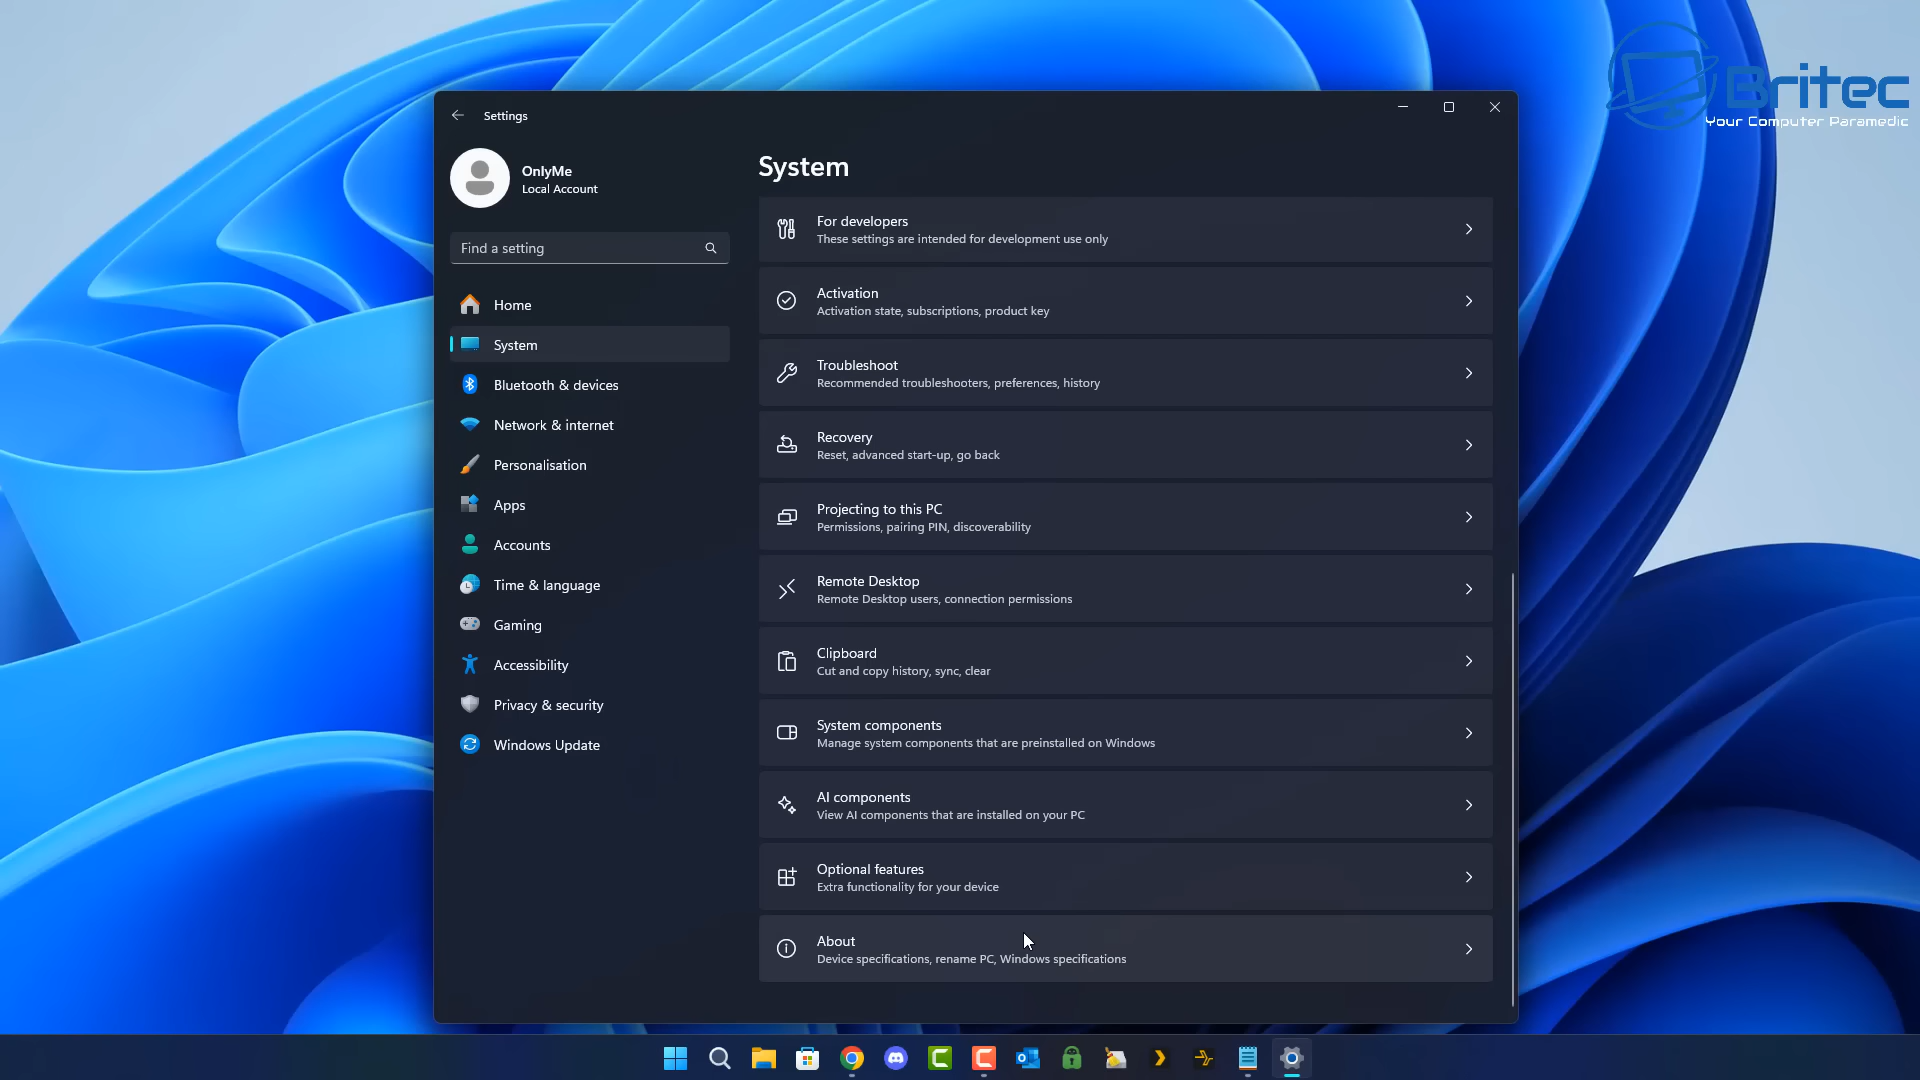 Britec
Your Computer Paramedic
Settings
OnlyMe
Local Account
Find a setting
Home
System
Bluetooth & devices
Network & internet
Personalisation
Apps
Accounts
Time & language
Gaming
Accessibility
Privacy & security
Windows Update
System
For developers
These settings are intended for development use only
Activation
Activation state, subscriptions, product key
Troubleshoot
Recommended troubleshooters, preferences, history
Recovery
Reset, advanced start-up, go back
Projecting to this PC
Permissions, pairing PIN, discoverability
Remote Desktop
Remote Desktop users, connection permissions
Clipboard
Cut and copy history, sync, clear
System components
Manage system components that are preinstalled on Windows
AI components
View AI components that are installed on your PC
Optional features
Extra functionality for your device
About
Device specifications, rename PC, Windows specifications